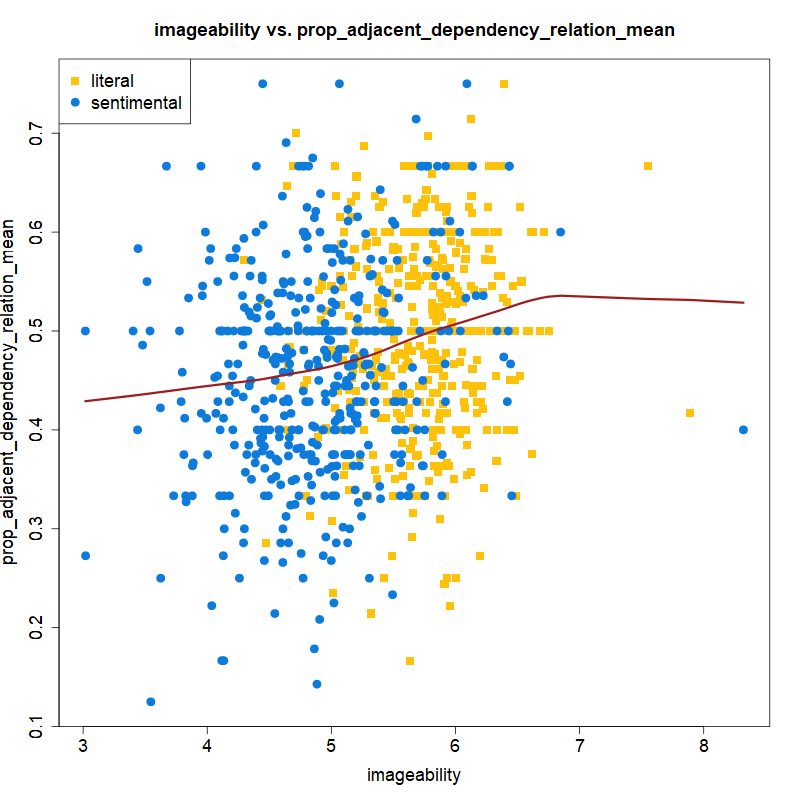 imageability vs. prop_adjacent_dependency_relation_mean
literal
sentimental
prop_adjacent_dependency_relation_mean
0.7
0.6
0.5
0.4
0.3
0.2
0.1
3 4 5 6 7 8
imageability